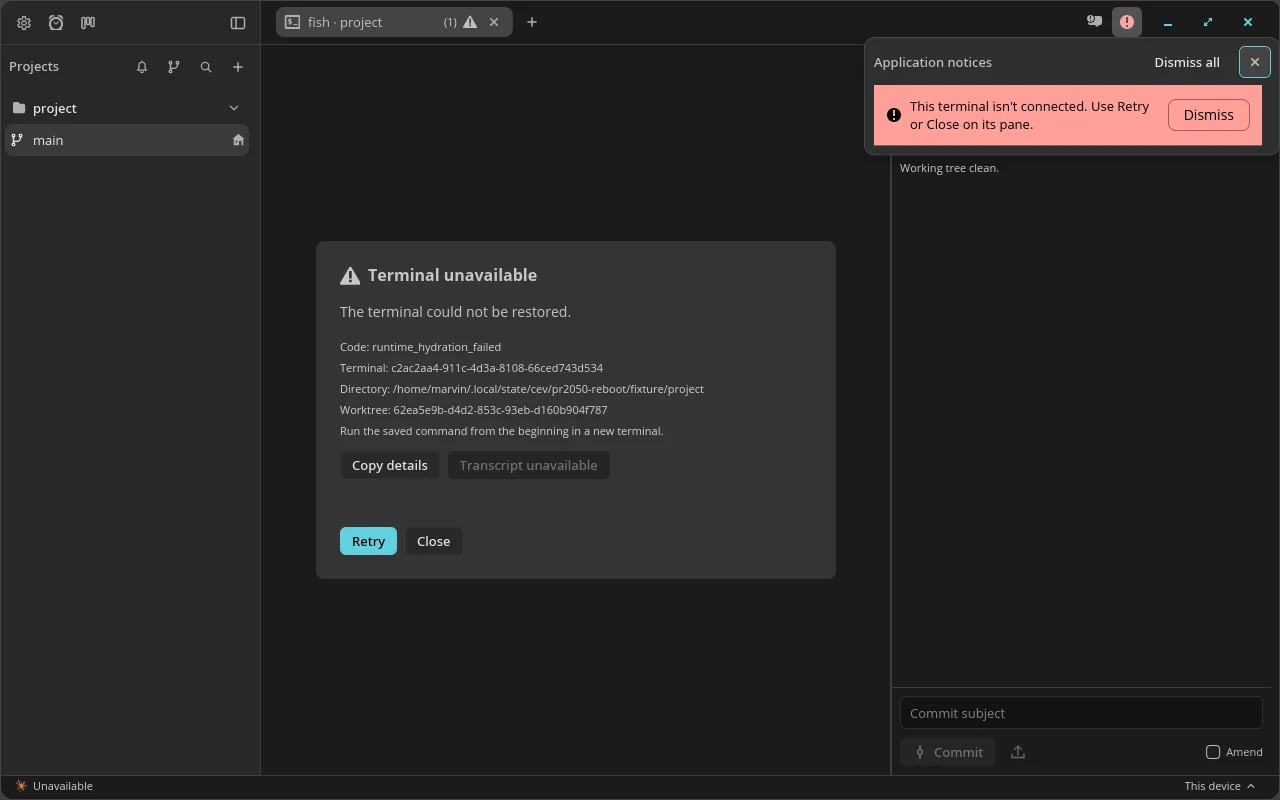 fish · project (1)
Projects
project
main
Application notices
Dismiss all
This terminal isn't connected. Use Retry
or Close on its pane.
Dismiss
Working tree clean.
Terminal unavailable
The terminal could not be restored.
Code: runtime_hydration_failed
Terminal: c2ac2aa4-911c-4d3a-8108-66ced743d534
Directory: /home/marvin/.local/state/cev/pr2050-reboot/fixture/project
Worktree: 62ea5e9b-d4d2-853c-93eb-d160b904f787
Run the saved command from the beginning in a new terminal.
Copy details
Transcript unavailable
Retry
Close
Commit subject
Commit
Amend
Unavailable
This device